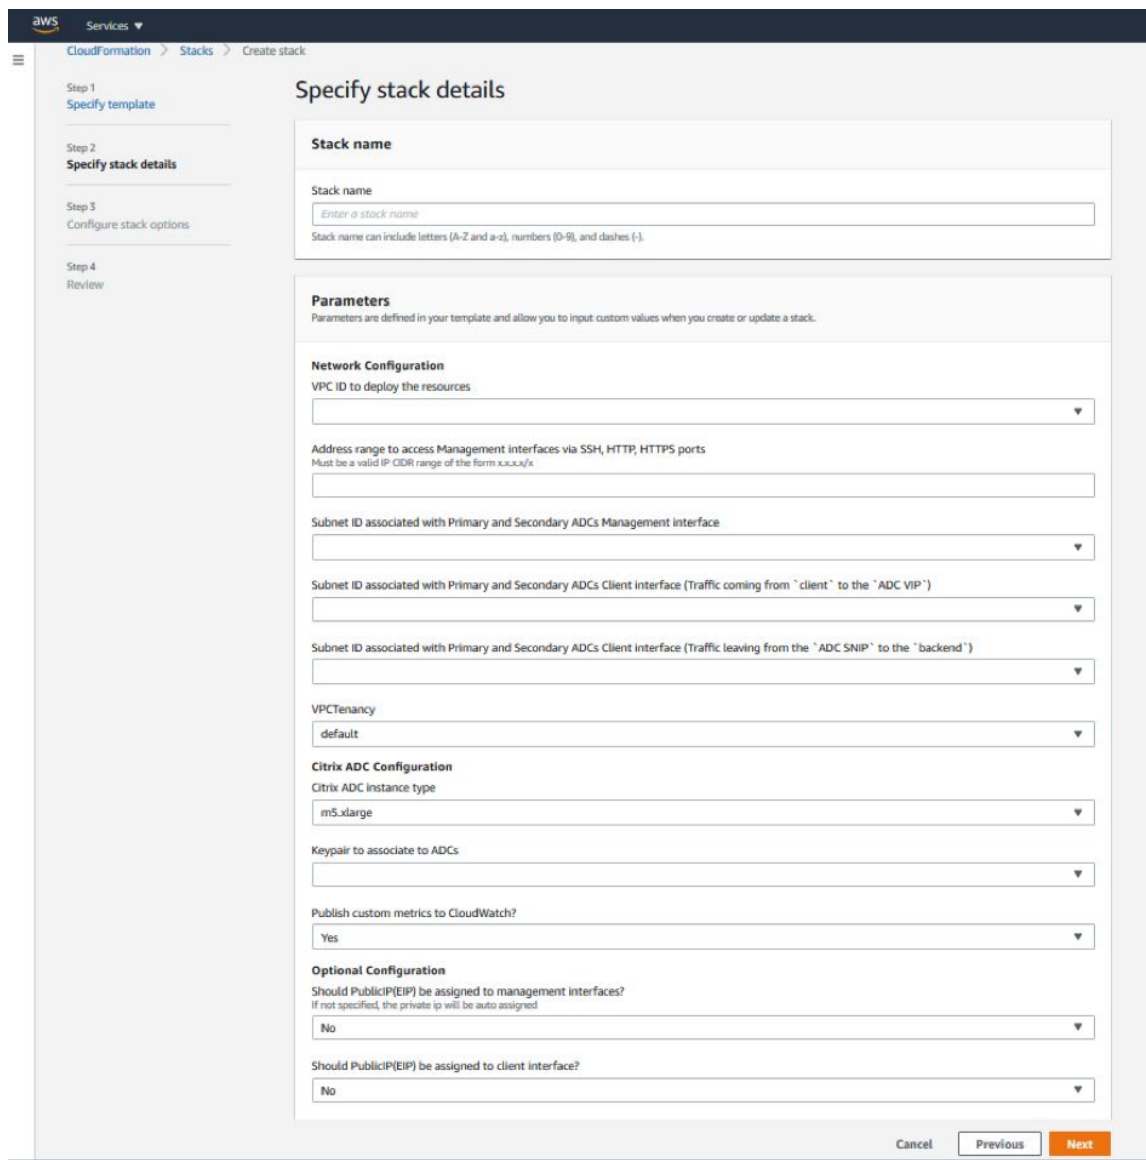 aws
Services ▼
CloudFormation > Stacks > Create stack
Step 1
Specify template
Step 2
Specify stack details
Step 3
Configure stack options
Step 4
Review
Specify stack details
Stack name
Stack name
Enter a stack name
Stack name can include letters (A-Z and a-z), numbers (0-9), and dashes (-).
Parameters
Parameters are defined in your template and allow you to input custom values when you create or update a stack.
Network Configuration
VPC ID to deploy the resources
Address range to access Management interfaces via SSH, HTTP, HTTPS ports
Must be a valid IP CIDR range of the form x.x.x.x/x
Subnet ID associated with Primary and Secondary ADCs Management interface
Subnet ID associated with Primary and Secondary ADCs Client interface (Traffic coming from `client` to the `ADC VIP`)
Subnet ID associated with Primary and Secondary ADCs Client interface (Traffic leaving from the `ADC SNIP` to the `backend`)
VPCTenancy
default
Citrix ADC Configuration
Citrix ADC instance type
m5.xlarge
Keypair to associate to ADCs
Publish custom metrics to CloudWatch?
Yes
Optional Configuration
Should PublicIP(EIP) be assigned to management interfaces?
If not specified, the private ip will be auto assigned
No
Should PublicIP(EIP) be assigned to client interface?
No
Cancel Previous Next